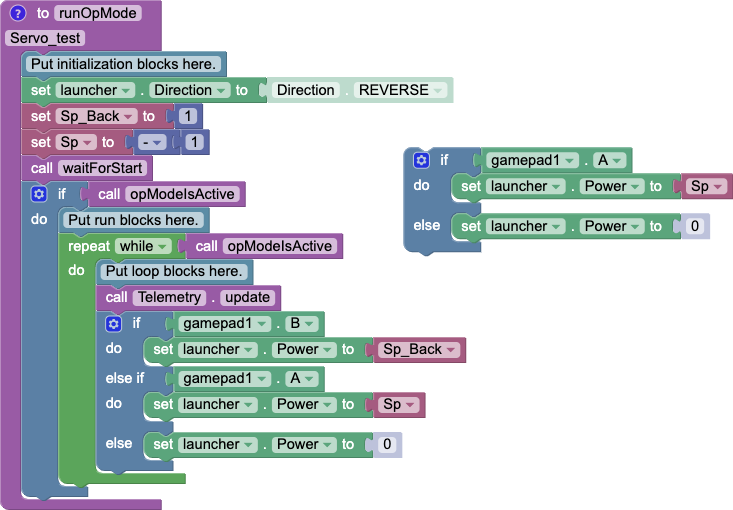 ? to runOpMode
Servo_test
Put initialization blocks here.
set launcher . Direction to Direction . REVERSE
set Sp_Back to 1
set Sp to - 1
call waitForStart
if call opModeIsActive
do Put run blocks here.
repeat while call opModeIsActive
do Put loop blocks here.
call Telemetry . update
if gamepad1 . B
do set launcher . Power to Sp_Back
else if gamepad1 . A
do set launcher . Power to Sp
else set launcher . Power to 0
if gamepad1 . A
do set launcher . Power to Sp
else set launcher . Power to 0